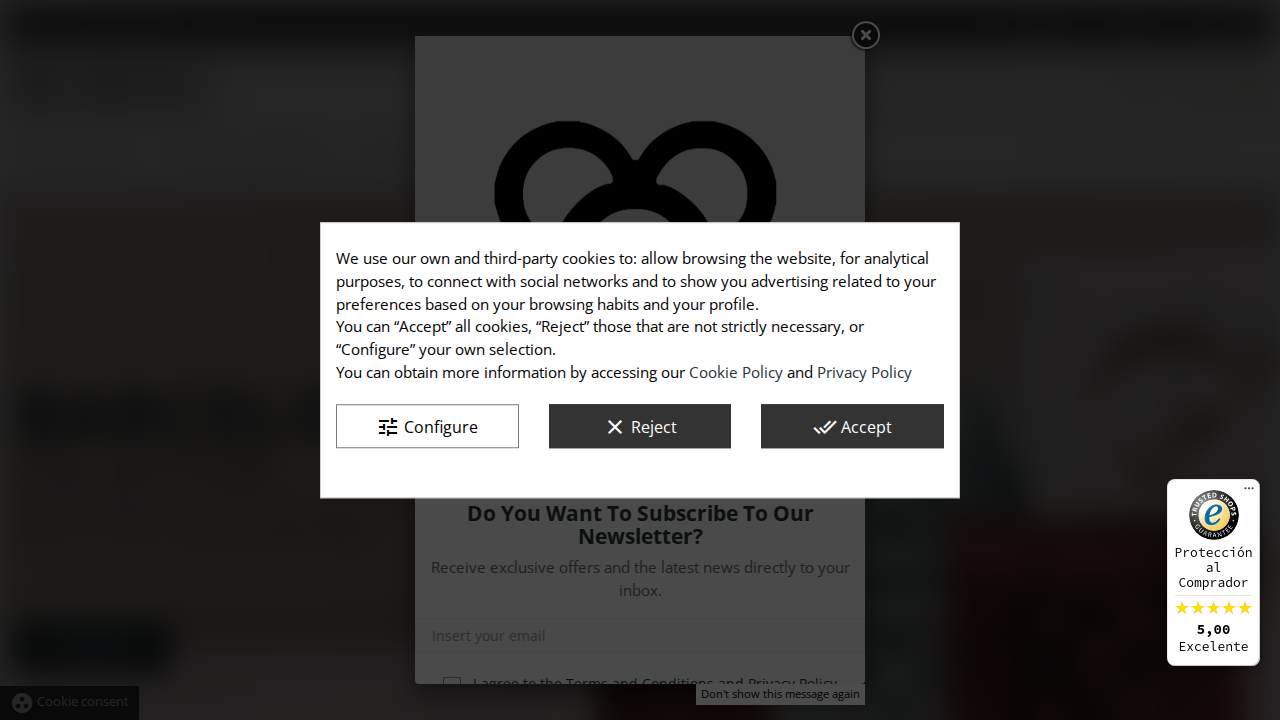 We use our own and third-party cookies to: allow browsing the website, for analytical
purposes, to connect with social networks and to show you advertising related to your
preferences based on your browsing habits and your profile.
You can “Accept” all cookies, “Reject” those that are not strictly necessary, or
“Configure” your own selection.
You can obtain more information by accessing our Cookie Policy and Privacy Policy
Configure
Reject
Accept
Do You Want To Subscribe To Our
Newsletter?
Receive exclusive offers and the latest news directly to your
inbox.
Insert your email
I agree to the Terms and Conditions and Privacy Policy
Don't show this message again
Cookie consent
TRUSTED SHOPS
GUARANTEE
Protección
al
Comprador
5,00
Excelente